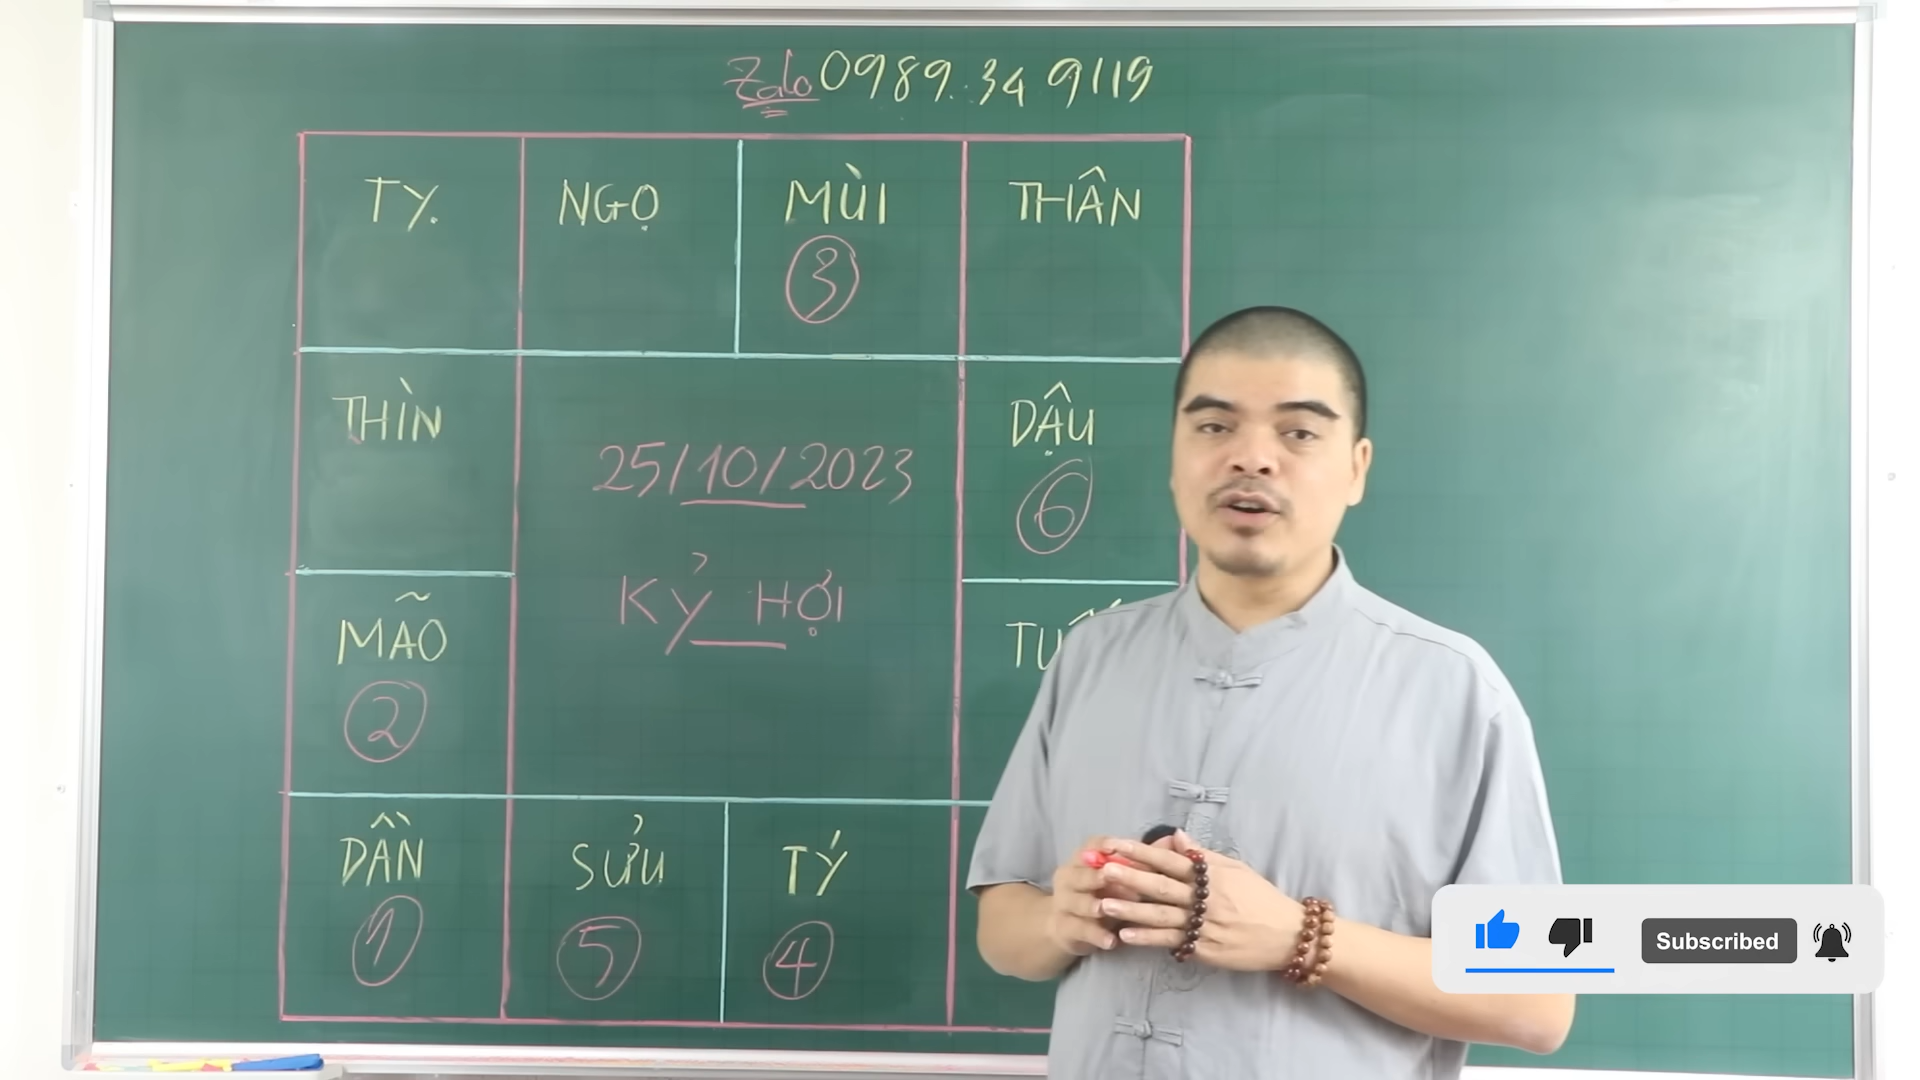 Zalo 0989.34 9119
TỴ
NGỌ
MÙI
THÂN
3
THÌN
DẬU
6
25/10/2023
KỶ HỢI
MÃO
2
DẦN
SỬU
TÝ
1
5
4
Subscribed